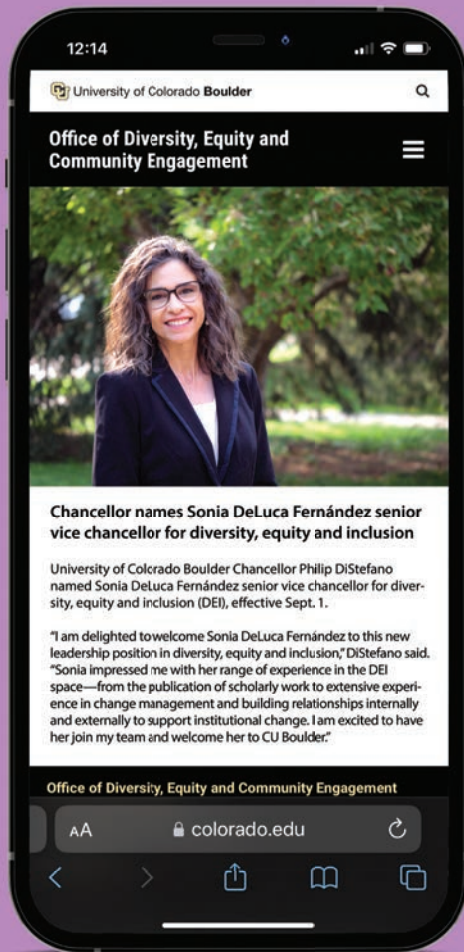 12:14
University of Colorado Boulder
Office of Diversity, Equity and
Community Engagement
Chancellor names Sonia DeLuca Fernández senior
vice chancellor for diversity, equity and inclusion
University of Colorado Boulder Chancellor Philip DiStefano
named Sonia DeLuca Fernández senior vice chancellor for diver-
sity, equity and inclusion (DEI), effective Sept. 1.
“I am delighted to welcome Sonia DeLuca Fernández to this new
leadership position in diversity, equity and inclusion,” DiStefano said.
“Sonia impressed me with her range of experience in the DEI
space—from the publication of scholarly work to extensive experi-
ence in change management and building relationships internally
and externally to support institutional change. I am excited to have
her join my team and welcome her to CU Boulder.”
Office of Diversity, Equity and Community Engagement
AA colorado.edu